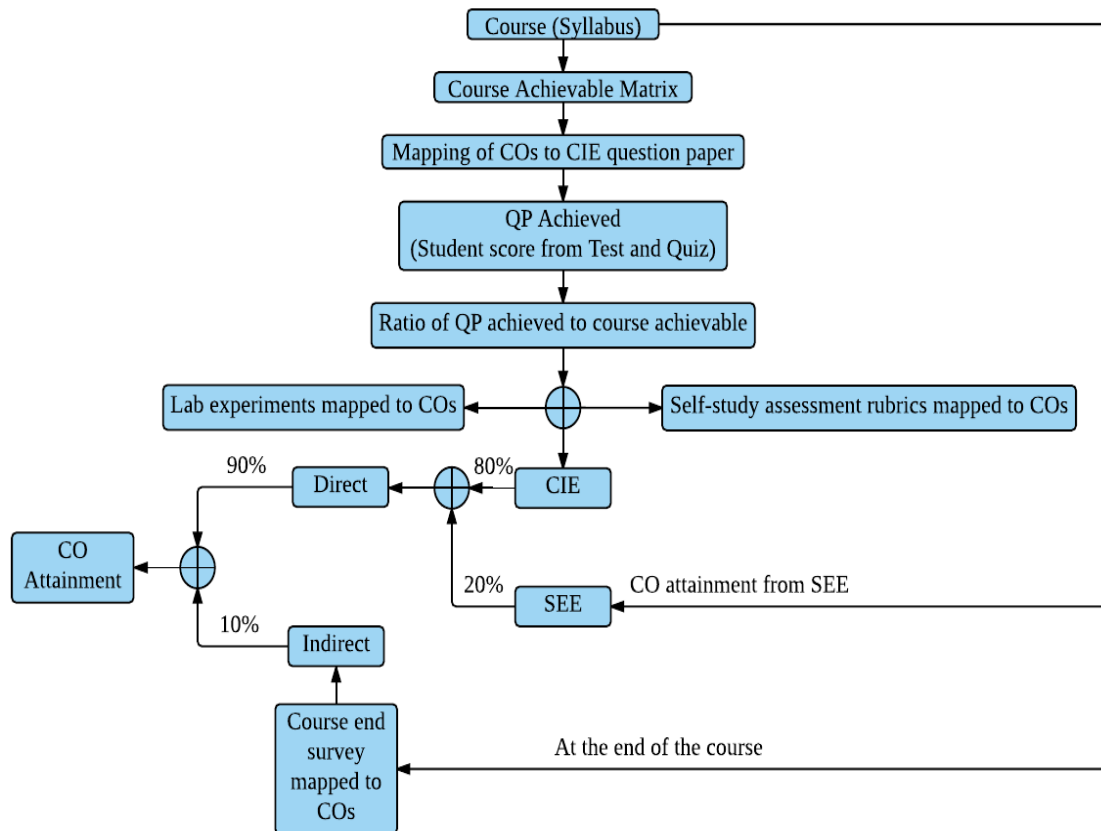 Course (Syllabus)
Course Achievable Matrix
Mapping of COs to CIE question paper
QP Achieved
(Student score from Test and Quiz)
Ratio of QP achieved to course achievable
Lab experiments mapped to COs
Self-study assessment rubrics mapped to COs
90%
Direct
80%
CIE
CO
Attainment
20%
SEE
CO attainment from SEE
10%
Indirect
Course end
survey
mapped to
COs
At the end of the course